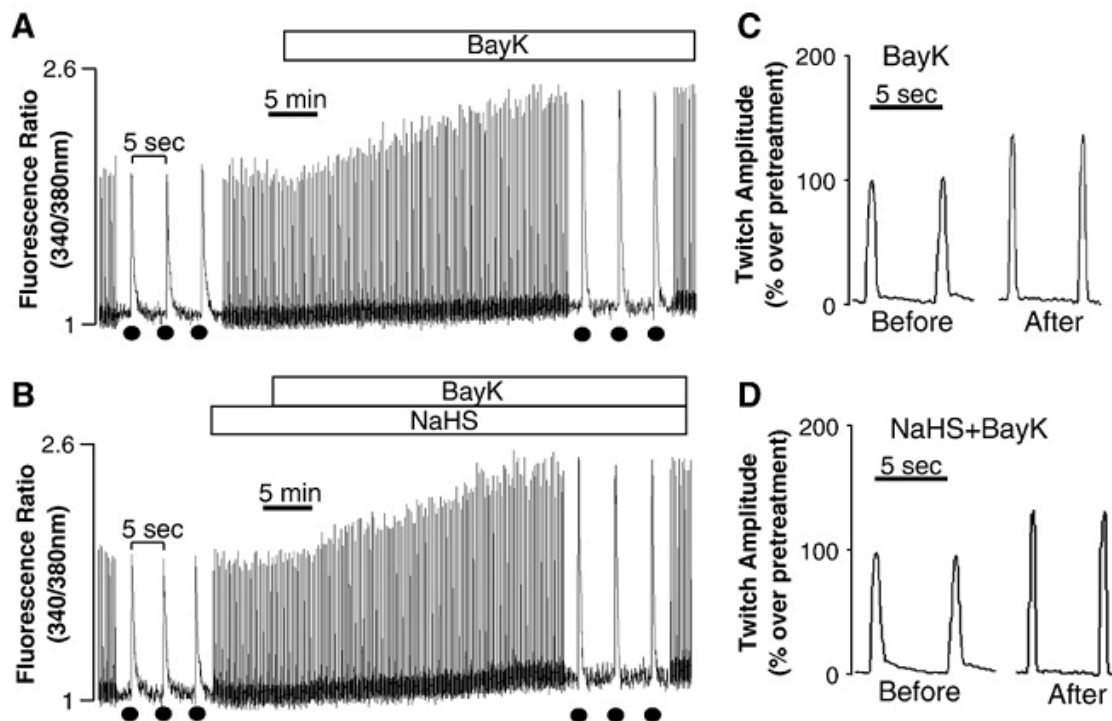 A
BayK
2.6
5 min
5 sec
Fluorescence Ratio
(340/380nm)
1
B
BayK
NaHS
2.6
5 min
5 sec
Fluorescence Ratio
(340/380nm)
1
C
200
BayK
5 sec
Twitch Amplitude
(% over pretreatment)
100
0
Before
After
D
200
NaHS+BayK
5 sec
Twitch Amplitude
(% over pretreatment)
100
0
Before
After